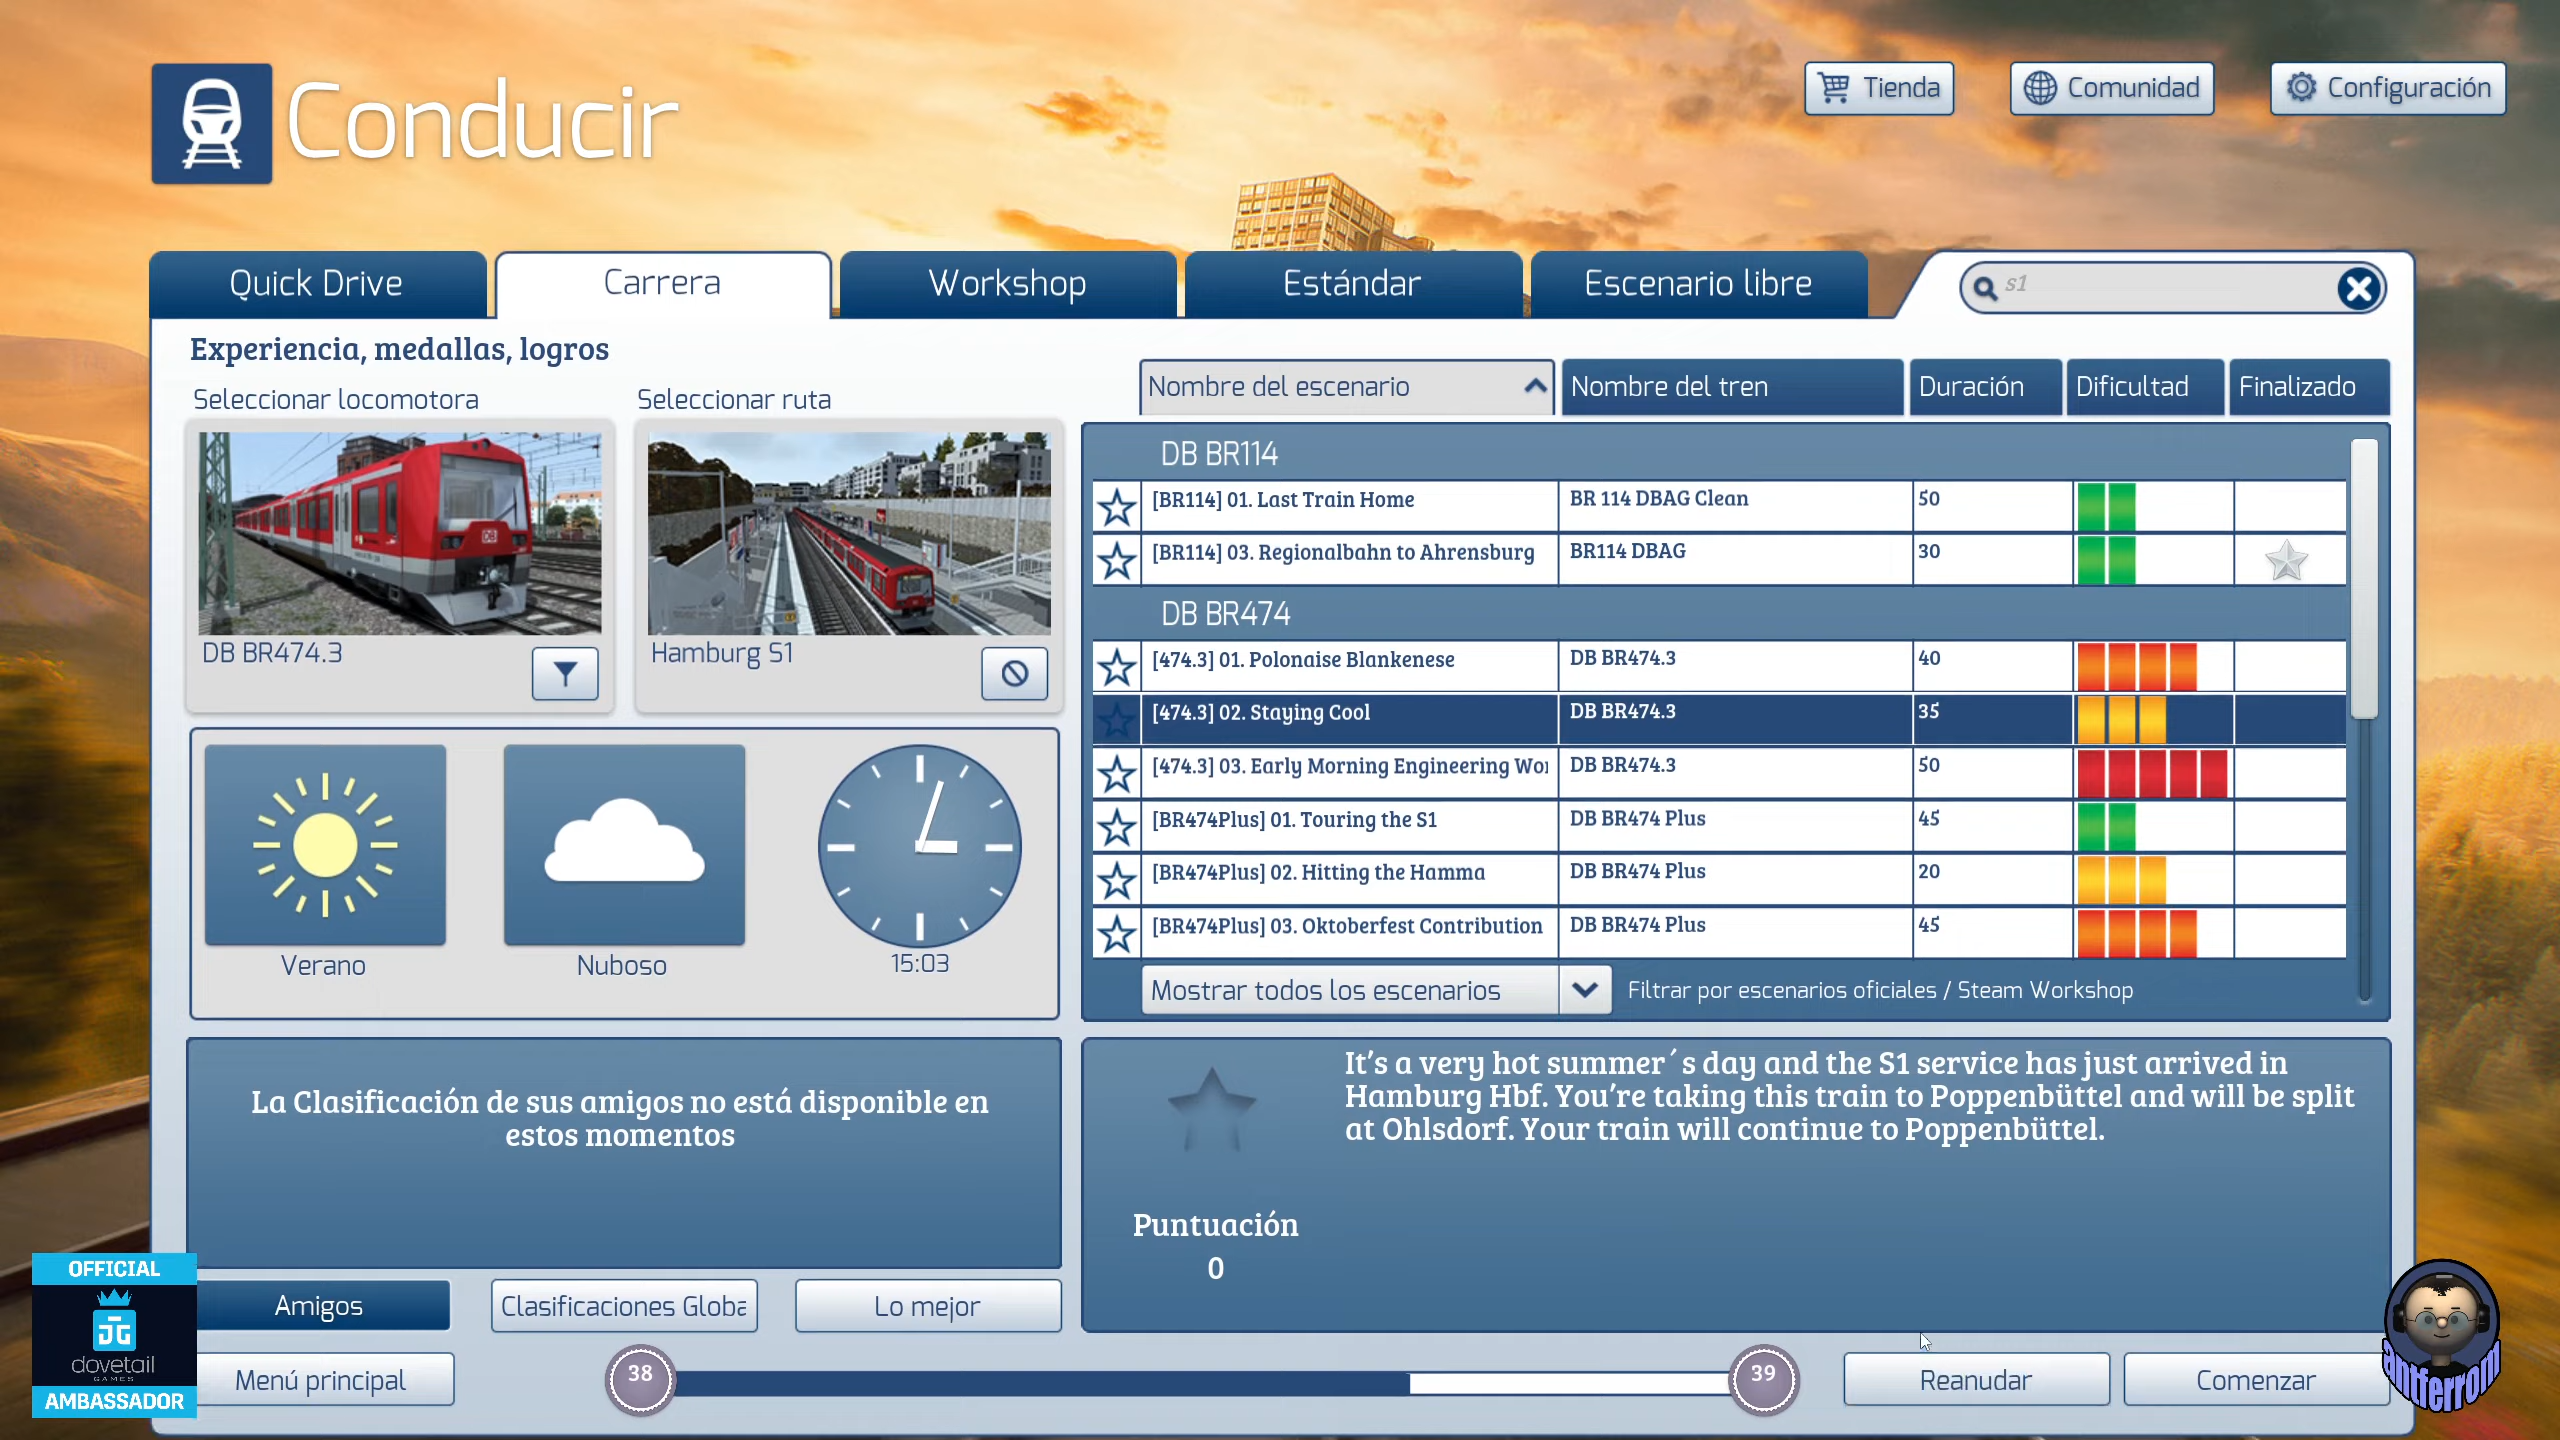 Conducir
Tienda
Comunidad
Configuración
Quick Drive
Carrera
Workshop
Estándar
Escenario libre
s1
Experiencia, medallas, logros
Seleccionar locomotora
Seleccionar ruta
DB BR474.3
Hamburg S1
Verano
Nuboso
15:03
Nombre del escenario
Nombre del tren
Duración
Dificultad
Finalizado
DB BR114
[BR114] 01. Last Train Home BR 114 DBAG Clean 50
[BR114] 03. Regionalbahn to Ahrensburg BR114 DBAG 30
DB BR474
[474.3] 01. Polonaise Blankenese DB BR474.3 40
[474.3] 02. Staying Cool DB BR474.3 35
[474.3] 03. Early Morning Engineering Wor DB BR474.3 50
[BR474Plus] 01. Touring the S1 DB BR474 Plus 45
[BR474Plus] 02. Hitting the Hamma DB BR474 Plus 20
[BR474Plus] 03. Oktoberfest Contribution DB BR474 Plus 45
Mostrar todos los escenarios
Filtrar por escenarios oficiales / Steam Workshop
La Clasificación de sus amigos no está disponible en
estos momentos
It's a very hot summer´s day and the S1 service has just arrived in
Hamburg Hbf. You're taking this train to Poppenbüttel and will be split
at Ohlsdorf. Your train will continue to Poppenbüttel.
Puntuación
0
Amigos
Clasificaciones Globa
Lo mejor
Menú principal
38
39
Reanudar
Comenzar
OFFICIAL
dovetail
GAMES
AMBASSADOR
antferrom